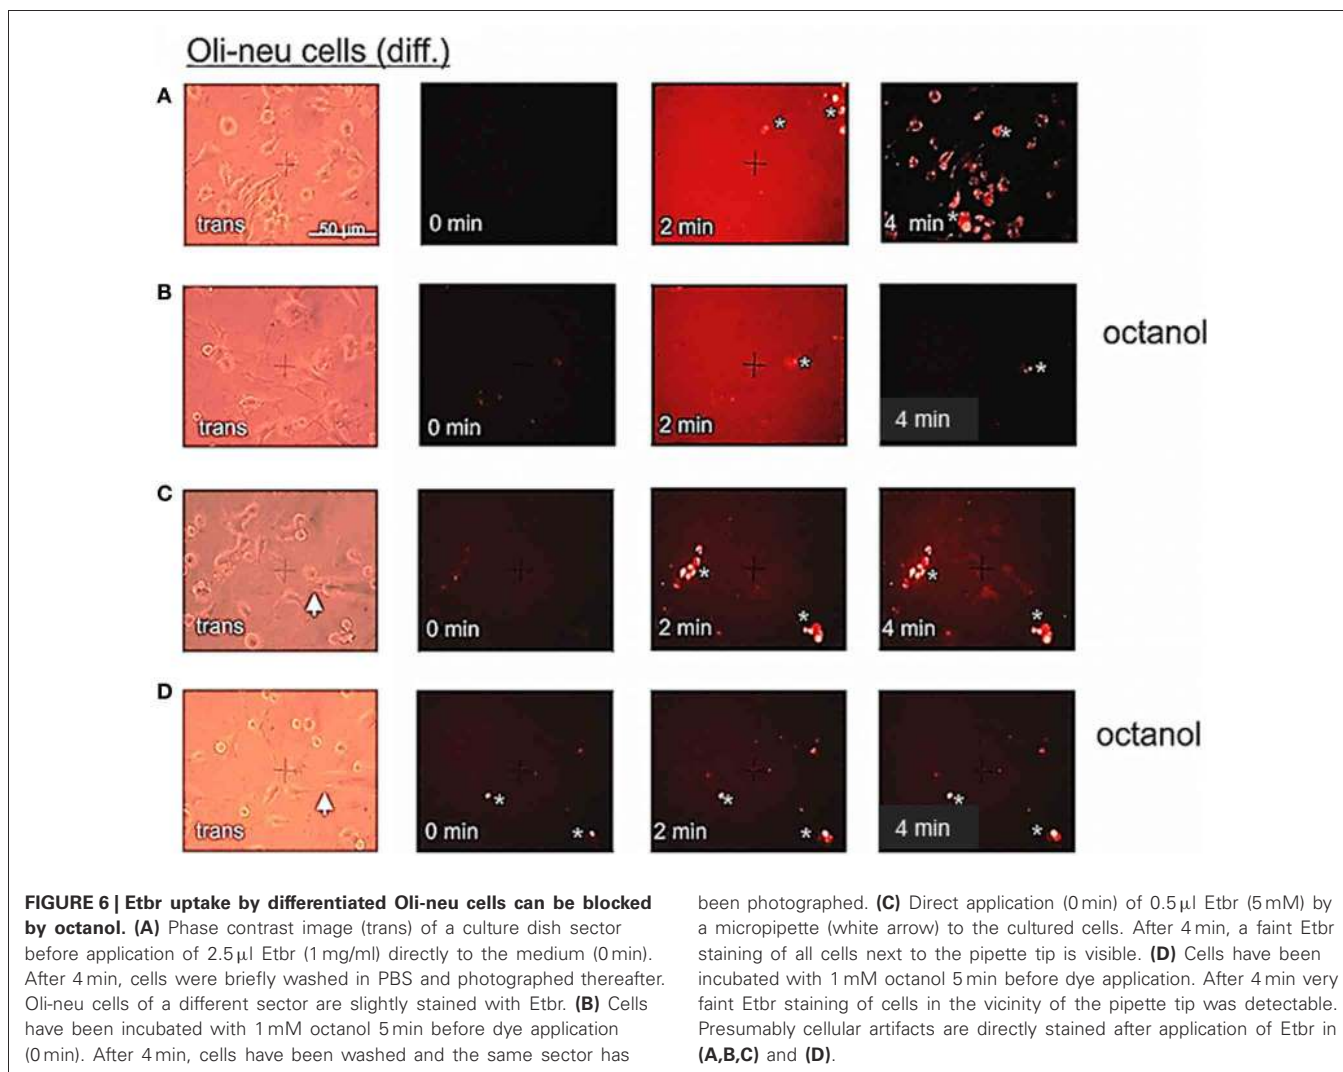 Oli-neu cells (diff.)
A
trans
50 µm
0 min
2 min
*
*
4 min
*
*
B
trans
0 min
2 min
*
4 min
*
octanol
C
trans
0 min
2 min
*
*
4 min
*
*
D
trans
0 min
*
*
2 min
*
*
4 min
*
*
octanol
FIGURE 6 | Etbr uptake by differentiated Oli-neu cells can be blocked
by octanol. (A) Phase contrast image (trans) of a culture dish sector
before application of 2.5 µl Etbr (1 mg/ml) directly to the medium (0 min).
After 4 min, cells were briefly washed in PBS and photographed thereafter.
Oli-neu cells of a different sector are slightly stained with Etbr. (B) Cells
have been incubated with 1 mM octanol 5 min before dye application
(0 min). After 4 min, cells have been washed and the same sector has
been photographed. (C) Direct application (0 min) of 0.5 µl Etbr (5 mM) by
a micropipette (white arrow) to the cultured cells. After 4 min, a faint Etbr
staining of all cells next to the pipette tip is visible. (D) Cells have been
incubated with 1 mM octanol 5 min before dye application. After 4 min very
faint Etbr staining of cells in the vicinity of the pipette tip was detectable.
Presumably cellular artifacts are directly stained after application of Etbr in
(A,B,C) and (D).